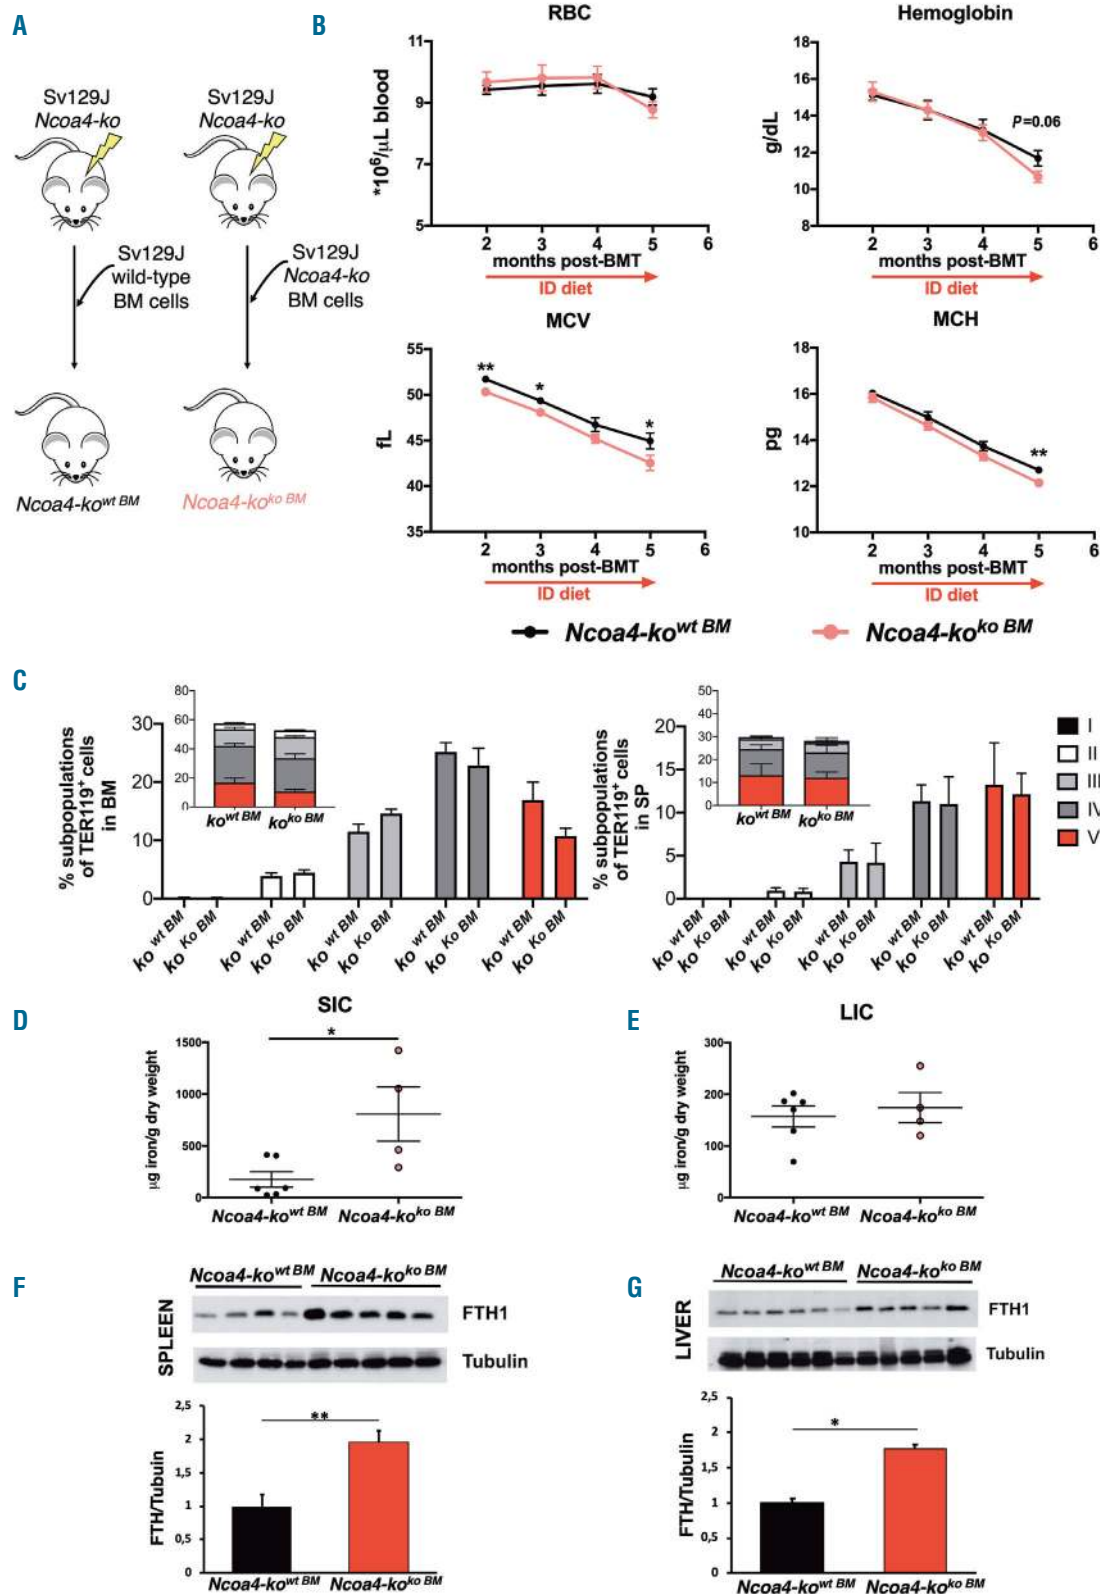 A
Sv129J
Ncoa4-ko
Sv129J
Ncoa4-ko
Sv129J
wild-type
BM cells
Sv129J
Ncoa4-ko
BM cells
Ncoa4-ko wt BM
Ncoa4-ko ko BM
B
RBC
*10⁶/µL blood
11
9
7
5
2 3 4 5 6
months post-BMT
ID diet
Hemoglobin
g/dL
18
16
14
12
10
8
P=0.06
2 3 4 5 6
months post-BMT
ID diet
MCV
fL
55
50
45
40
35
**
*
*
2 3 4 5 6
months post-BMT
ID diet
MCH
pg
18
16
14
12
10
**
2 3 4 5 6
months post-BMT
ID diet
Ncoa4-ko wt BM
Ncoa4-ko ko BM
C
% subpopulations
of TER119⁺ cells
in BM
30
20
10
0
80
60
40
20
0
ko wt BM
ko ko BM
ko wt BM
ko Ko BM
ko wt BM
ko Ko BM
ko wt BM
ko Ko BM
ko wt BM
ko Ko BM
ko wt BM
ko Ko BM
% subpopulations
of TER119⁺ cells
in SP
20
15
10
5
0
50
40
30
20
10
0
ko wt BM
ko ko BM
ko wt BM
ko Ko BM
ko wt BM
ko Ko BM
ko wt BM
ko Ko BM
ko wt BM
ko Ko BM
ko wt BM
ko Ko BM
I
II
III
IV
V
D
SIC
µg iron/g dry weight
1500
1000
500
0
*
Ncoa4-ko wt BM
Ncoa4-ko ko BM
E
LIC
µg iron/g dry weight
300
200
100
0
Ncoa4-ko wt BM
Ncoa4-ko ko BM
F
Ncoa4-ko wt BM
Ncoa4-ko ko BM
SPLEEN
FTH1
Tubulin
FTH/Tubuin
2,5
2
1,5
1
0,5
0
**
Ncoa4-ko wt BM
Ncoa4-ko ko BM
G
Ncoa4-ko wt BM
Ncoa4-ko ko BM
LIVER
FTH1
Tubulin
FTH/Tubulin
2,5
2
1,5
1
0,5
0
*
Ncoa4-ko wt BM
Ncoa4-ko ko BM